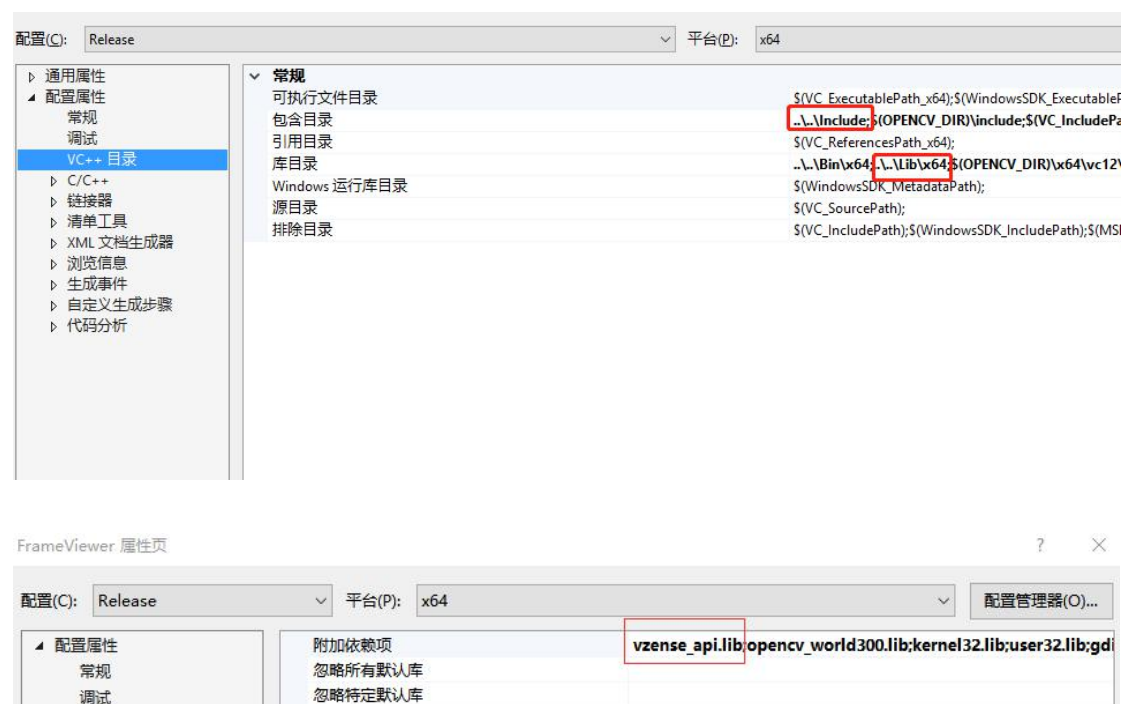 配置(C): Release 平台(P): x64
通用属性
配置属性
常规
调试
VC++ 目录
C/C++
链接器
清单工具
XML 文档生成器
浏览信息
生成事件
自定义生成步骤
代码分析
常规
可执行文件目录 $(VC_ExecutablePath_x64);$(WindowsSDK_ExecutableP
包含目录 ..\..\Include;$(OPENCV_DIR)\include;$(VC_IncludePa
引用目录 $(VC_ReferencesPath_x64);
库目录 ..\..\Bin\x64;..\..\Lib\x64;$(OPENCV_DIR)\x64\vc12\
Windows 运行库目录 $(WindowsSDK_MetadataPath);
源目录 $(VC_SourcePath);
排除目录 $(VC_IncludePath);$(WindowsSDK_IncludePath);$(MSB
FrameViewer 属性页
配置(C): Release 平台(P): x64 配置管理器(O)...
配置属性
常规
调试
附加依赖项 vzense_api.lib;opencv_world300.lib;kernel32.lib;user32.lib;gdi
忽略所有默认库
忽略特定默认库